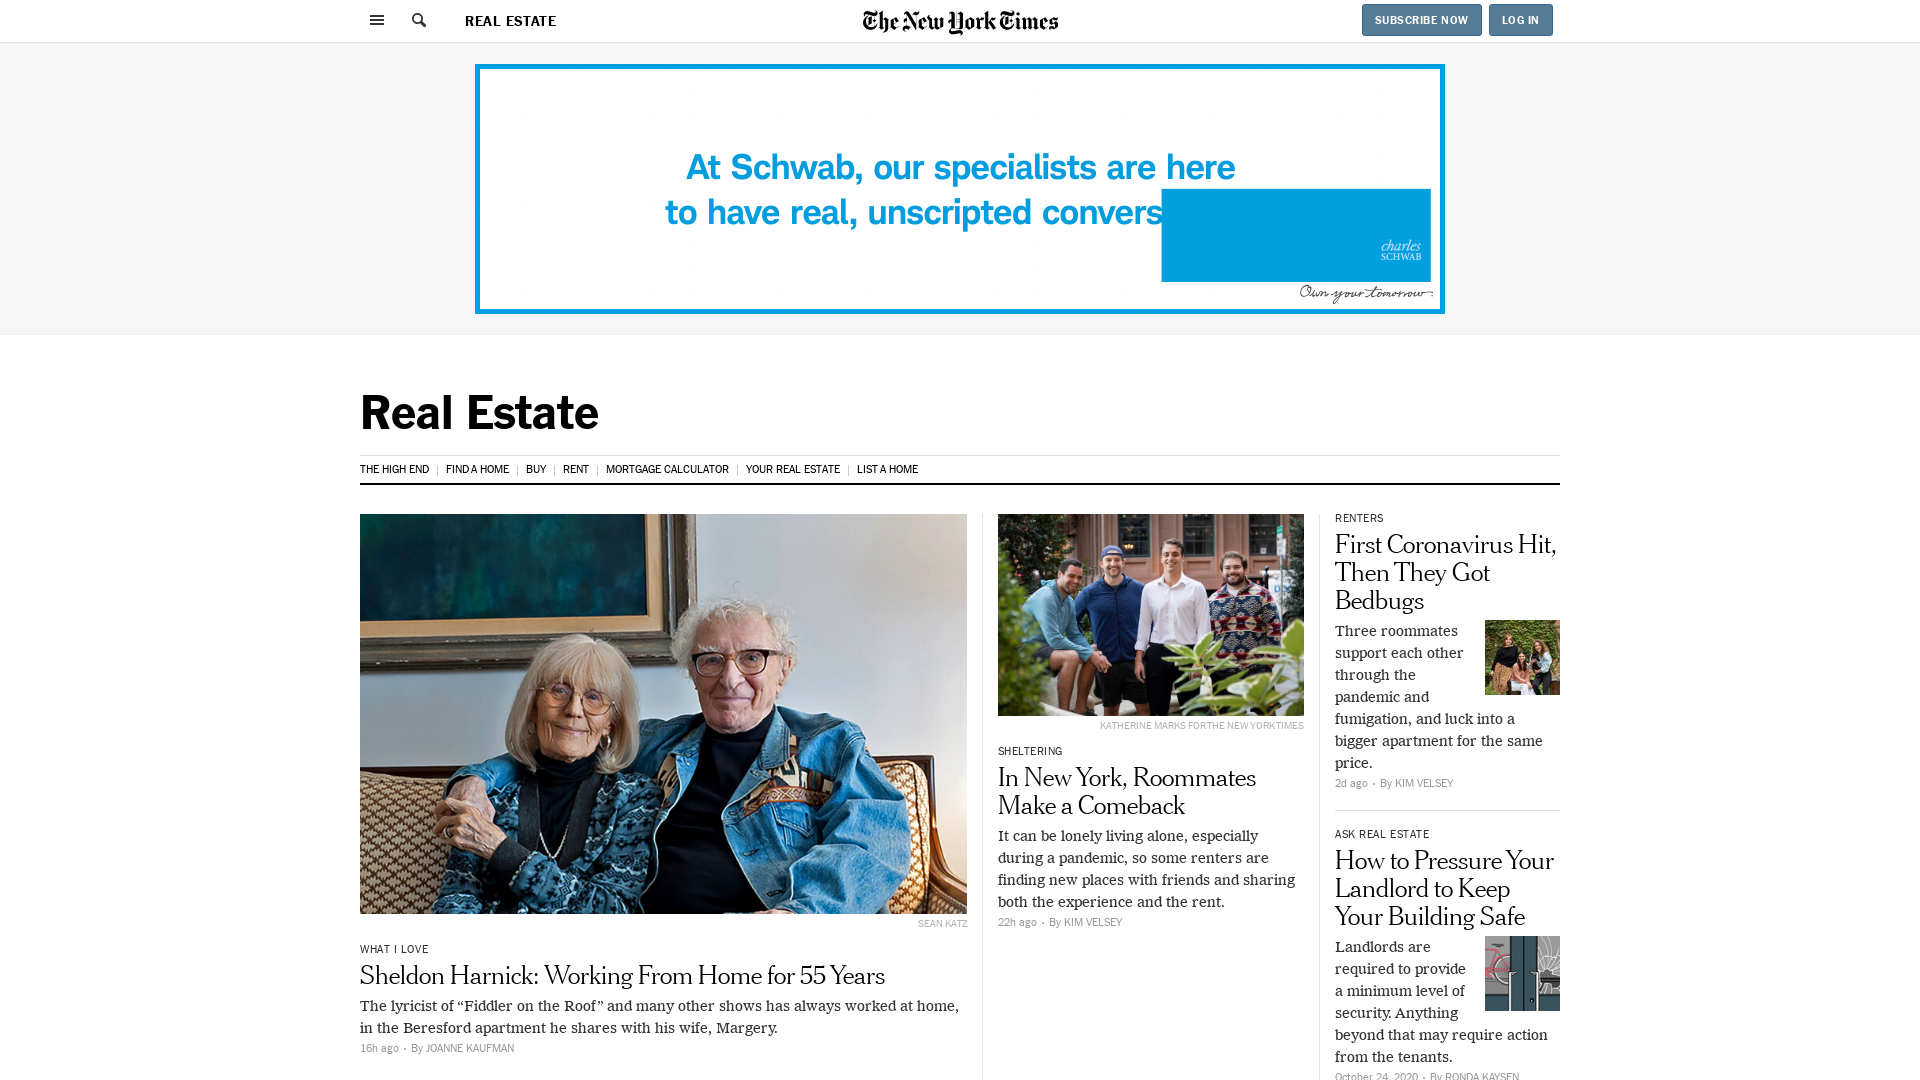 REAL ESTATE
The New York Times
SUBSCRIBE NOW
LOG IN
At Schwab, our specialists are here
to have real, unscripted convers
charles
SCHWAB
Own your tomorrow
Real Estate
THE HIGH END
FIND A HOME
BUY
RENT
MORTGAGE CALCULATOR
YOUR REAL ESTATE
LIST A HOME
SEAN KATZ
WHAT I LOVE
Sheldon Harnick: Working From Home for 55 Years
The lyricist of “Fiddler on the Roof” and many other shows has always worked at home,
in the Beresford apartment he shares with his wife, Margery.
16h ago • By JOANNE KAUFMAN
KATHERINE MARKS FOR THE NEW YORK TIMES
SHELTERING
In New York, Roommates
Make a Comeback
It can be lonely living alone, especially
during a pandemic, so some renters are
finding new places with friends and sharing
both the experience and the rent.
22h ago • By KIM VELSEY
RENTERS
First Coronavirus Hit,
Then They Got
Bedbugs
Three roommates
support each other
through the
pandemic and
fumigation, and luck into a
bigger apartment for the same
price.
2d ago • By KIM VELSEY
ASK REAL ESTATE
How to Pressure Your
Landlord to Keep
Your Building Safe
Landlords are
required to provide
a minimum level of
security. Anything
beyond that may require action
from the tenants.
October 24, 2020 • By RONDA KAYSEN